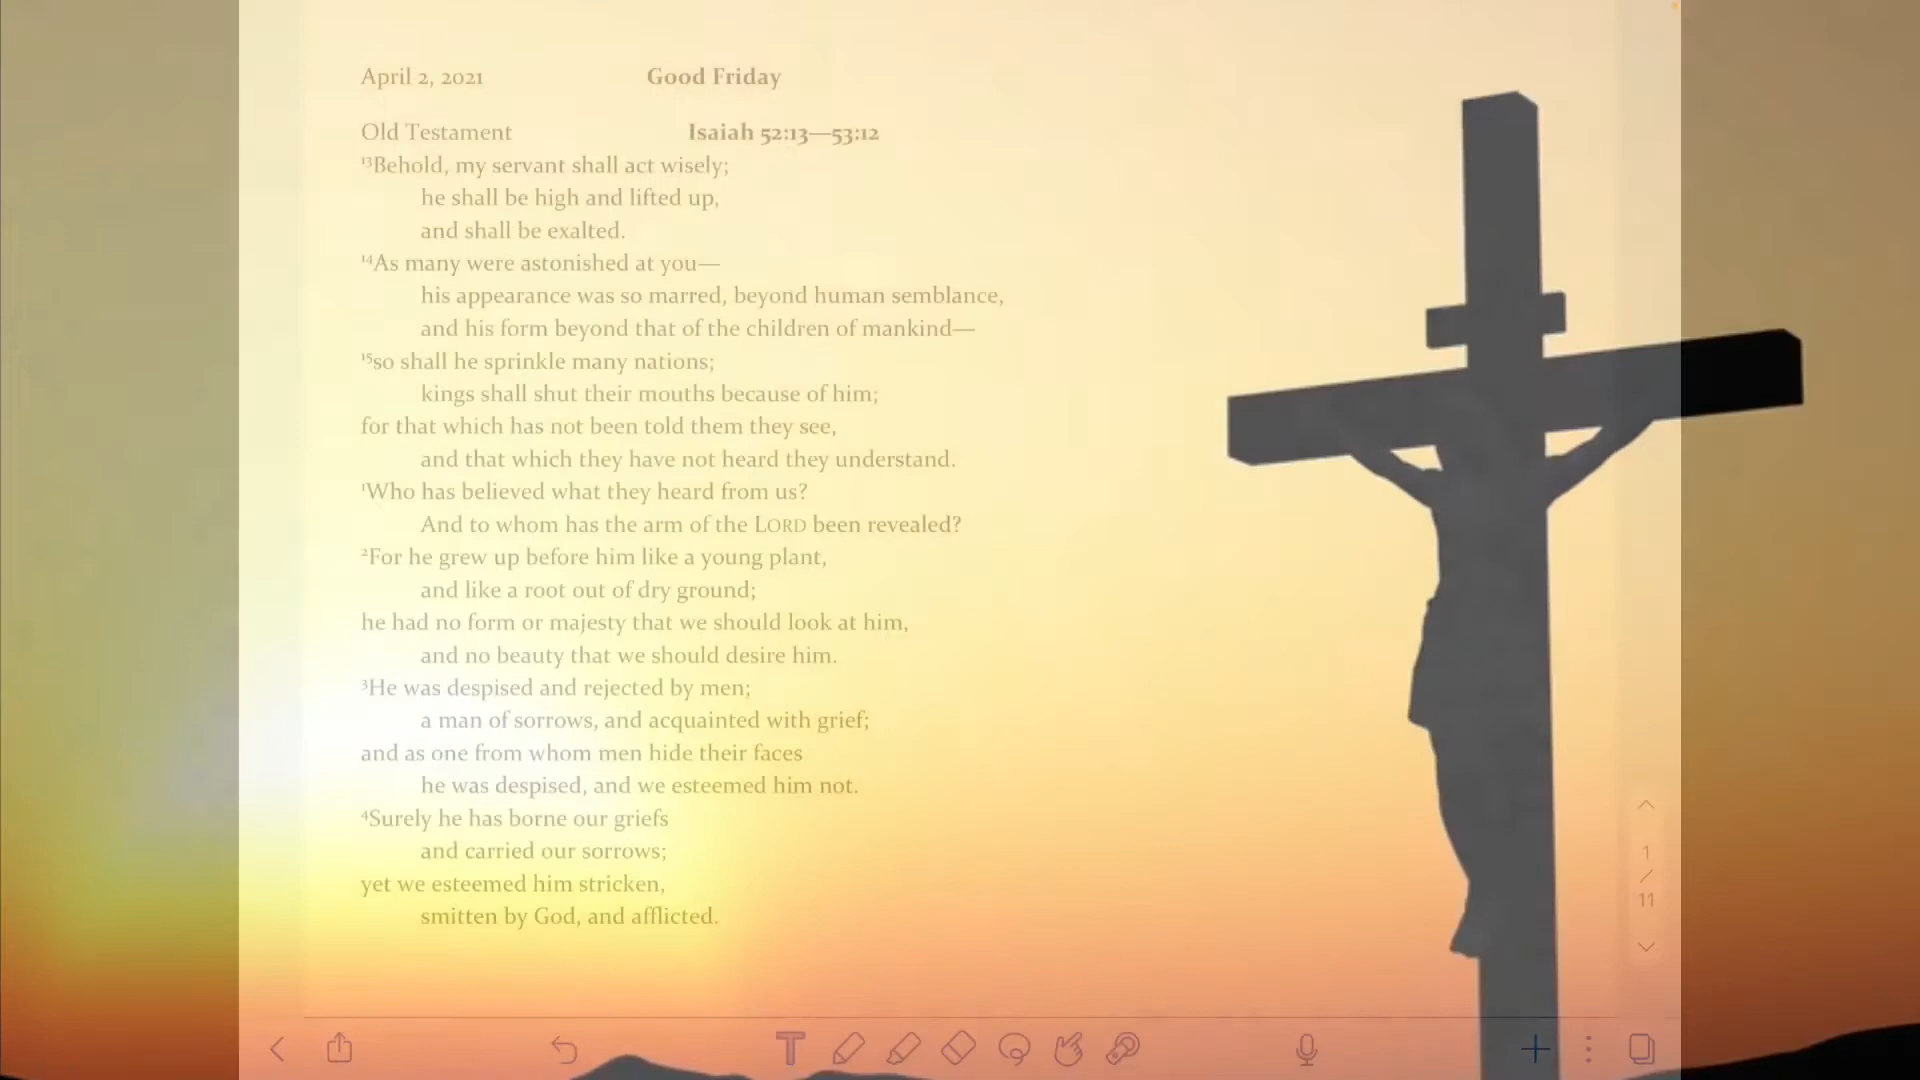 April 2, 2021 Good Friday
Old Testament Isaiah 52:13—53:12
¹³Behold, my servant shall act wisely;
he shall be high and lifted up,
and shall be exalted.
¹⁴As many were astonished at you—
his appearance was so marred, beyond human semblance,
and his form beyond that of the children of mankind—
¹⁵so shall he sprinkle many nations;
kings shall shut their mouths because of him;
for that which has not been told them they see,
and that which they have not heard they understand.
¹Who has believed what they heard from us?
And to whom has the arm of the LORD been revealed?
²For he grew up before him like a young plant,
and like a root out of dry ground;
he had no form or majesty that we should look at him,
and no beauty that we should desire him.
³He was despised and rejected by men;
a man of sorrows, and acquainted with grief;
and as one from whom men hide their faces
he was despised, and we esteemed him not.
⁴Surely he has borne our griefs
and carried our sorrows;
yet we esteemed him stricken,
smitten by God, and afflicted.
1
/
11